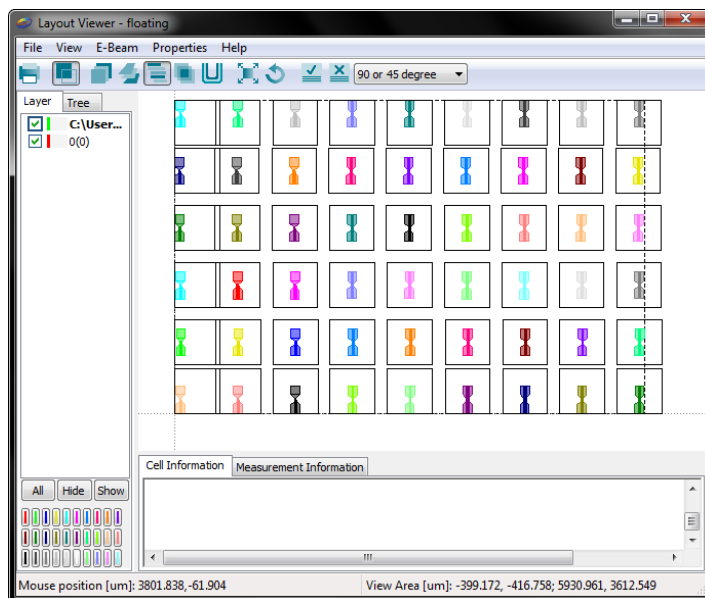 Layout Viewer - floating
File View E-Beam Properties Help
90 or 45 degree
Layer Tree
C:\User...
0(0)
Cell Information Measurement Information
All Hide Show
Mouse position [um]: 3801.838,-61.904 View Area [um]: -399.172, -416.758; 5930.961, 3612.549